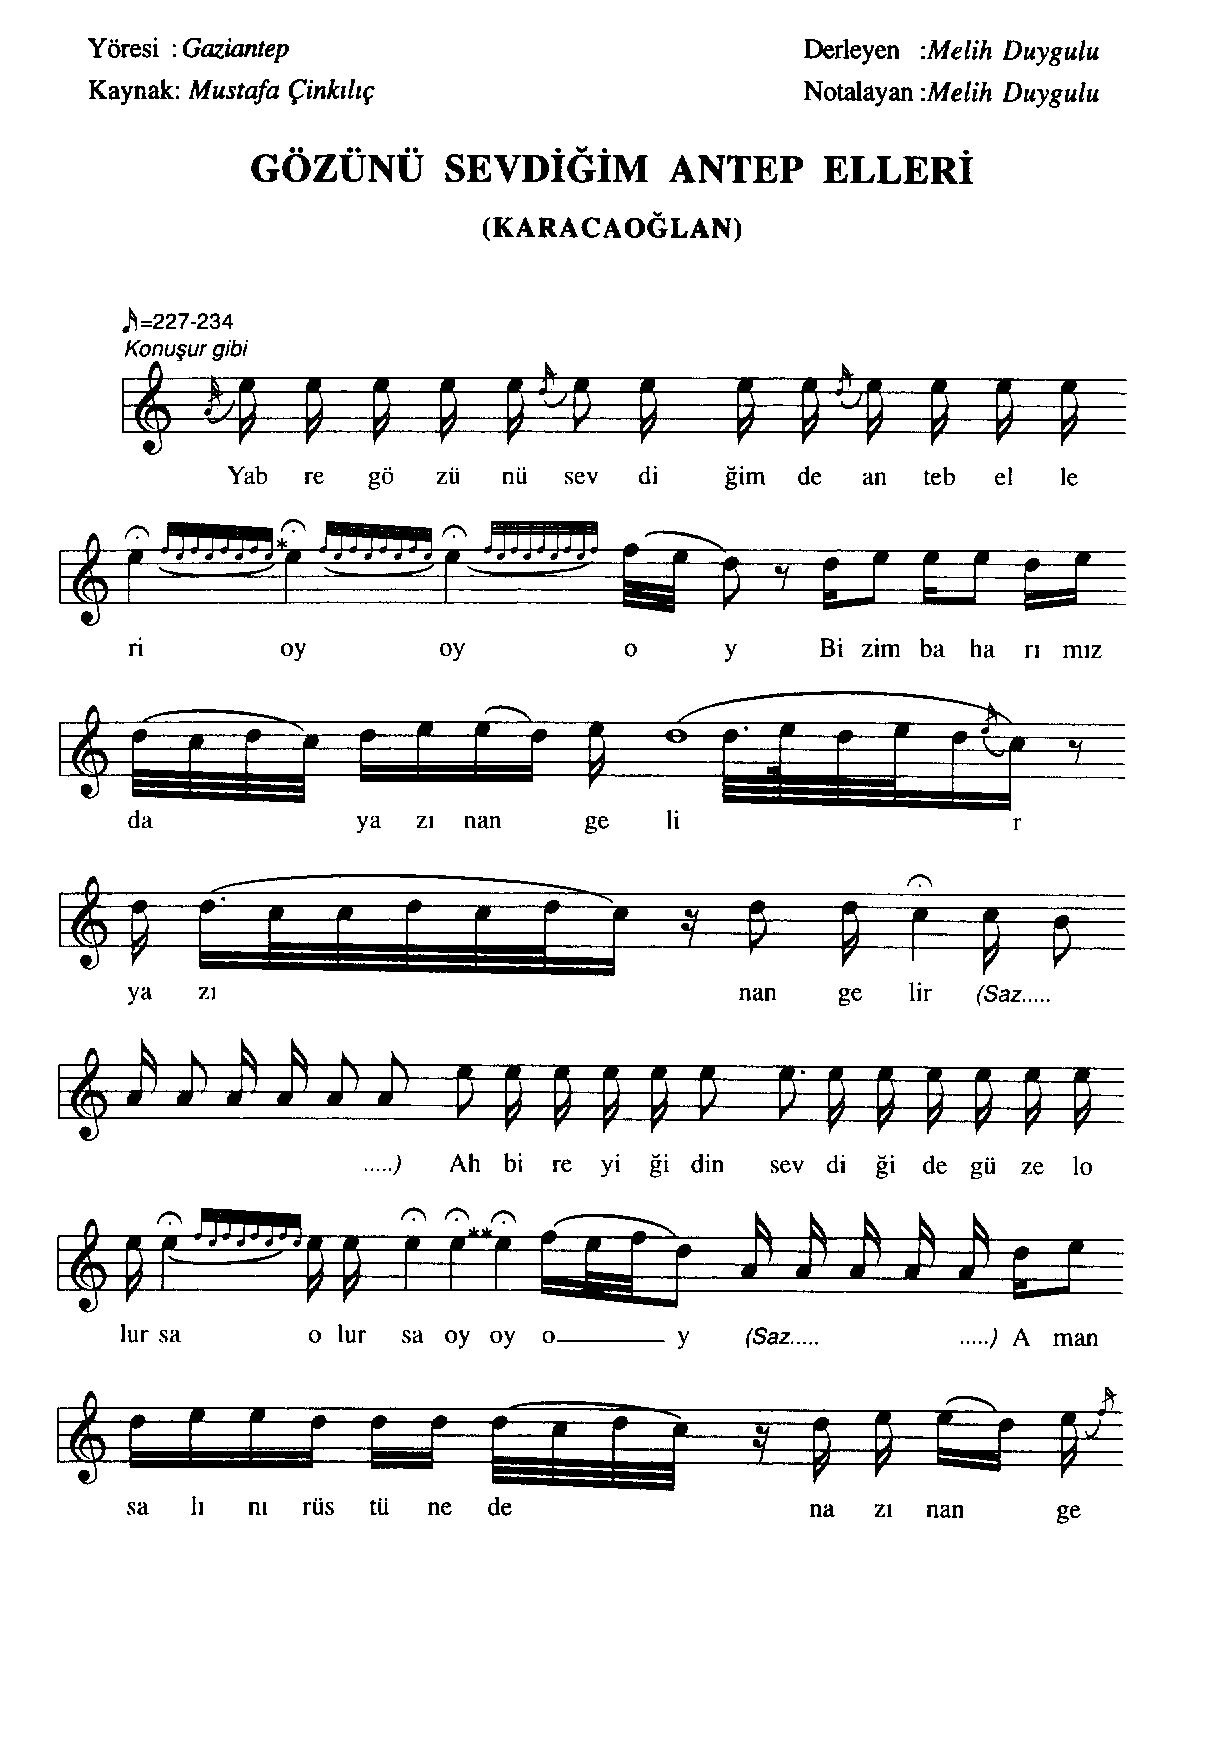 Yöresi : Gaziantep Derleyen :Melih Duygulu
Kaynak: Mustafa Çinkılıç Notalayan :Melih Duygulu
GÖZÜNÜ SEVDİĞİM ANTEP ELLERİ
(KARACAOĞLAN)
=227-234
Konuşur gibi
Yab re gö zü nü sev di ğim de an teb el le
* 
ri oy oy o y Bi zim ba ha rı mız
da ya zı nan ge li r
ya zı nan ge lir (Saz.....
.....) Ah bi re yi ği din sev di ği de gü ze lo
**
lur sa o lur sa oy oy o y (Saz..... .....) A man
sa lı nı rüs tü ne de na zı nan ge